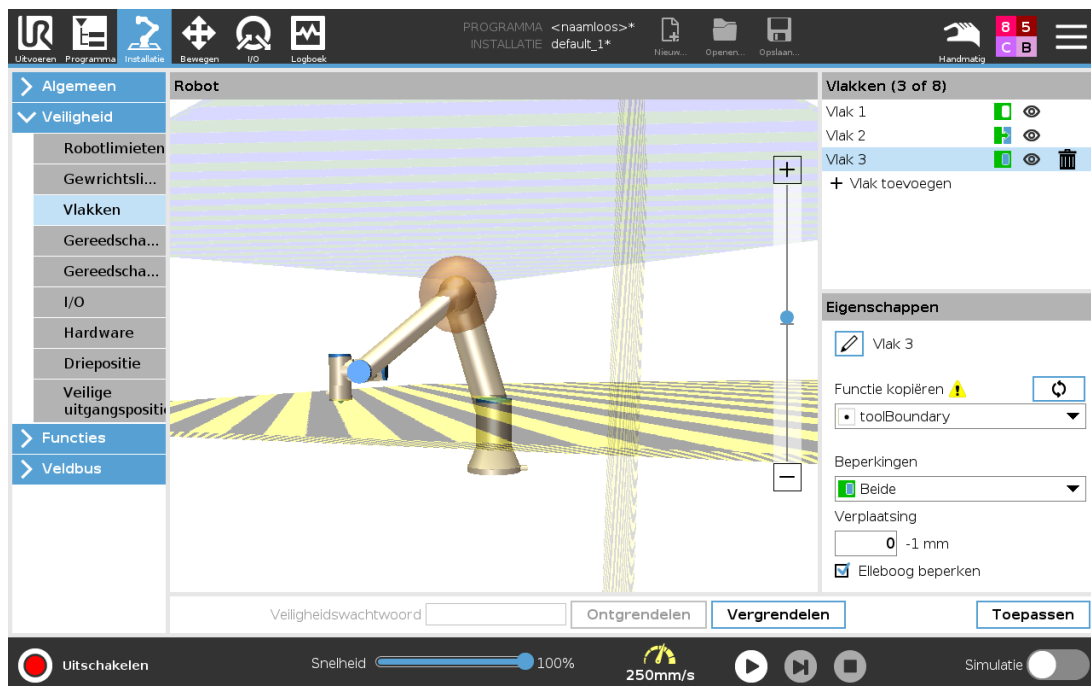 UR
PROGRAMMA <naamloos>*
INSTALLATIE default_1*
8 5
C B
Uitvoeren Programma Installatie Bewegen I/O Logboek
Nieuw... Openen... Opslaan...
Handmatig
Algemeen
Veiligheid
Robotlimieten
Gewrichtsli...
Vlakken
Gereedscha...
Gereedscha...
I/O
Hardware
Driepositie
Veilige
uitgangspositi
Functies
Veldbus
Robot
+
−
Vlakken (3 of 8)
Vlak 1
Vlak 2
Vlak 3
+ Vlak toevoegen
Eigenschappen
Vlak 3
Functie kopiëren
toolBoundary
Beperkingen
Beide
Verplaatsing
0 -1 mm
Elleboog beperken
Veiligheidswachtwoord Ontgrendelen Vergrendelen Toepassen
Uitschakelen Snelheid 100% 250mm/s Simulatie